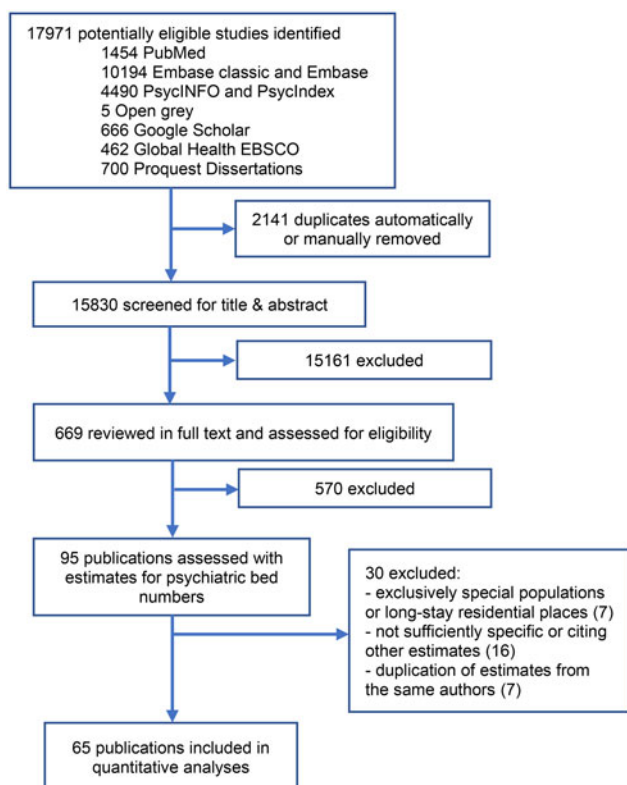 17971 potentially eligible studies identified
1454 PubMed
10194 Embase classic and Embase
4490 PsycINFO and PsycIndex
5 Open grey
666 Google Scholar
462 Global Health EBSCO
700 Proquest Dissertations
2141 duplicates automatically
or manually removed
15830 screened for title & abstract
15161 excluded
669 reviewed in full text and assessed for eligibility
570 excluded
95 publications assessed with
estimates for psychiatric bed
numbers
30 excluded:
- exclusively special populations
or long-stay residential places (7)
- not sufficiently specific or citing
other estimates (16)
- duplication of estimates from
the same authors (7)
65 publications included in
quantitative analyses